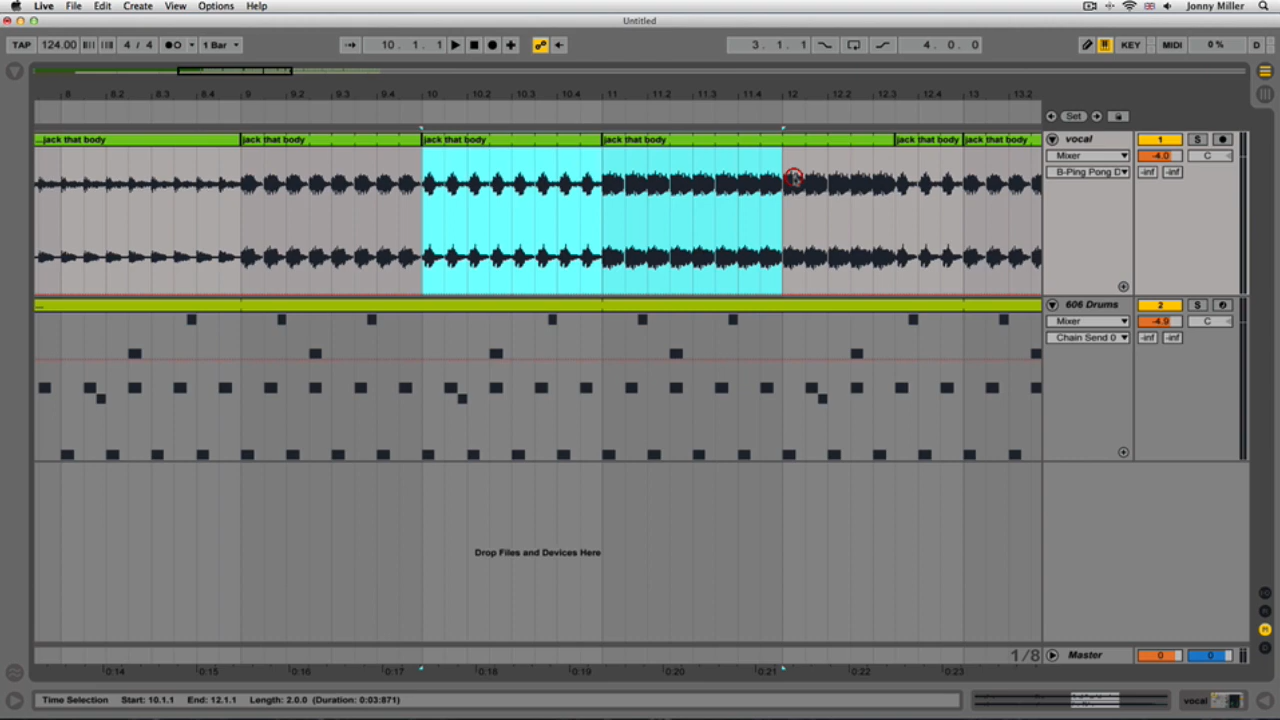 Live File Edit Create View Options Help Jonny Miller
Untitled
TAP 124.00 4 / 4 1 Bar 10 . 1 . 1 3 . 1 . 1 4 . 0 . 0 KEY MIDI 0 % D
8 8.2 8.3 8.4 9 9.2 9.3 9.4 10 10.2 10.3 10.4 11 11.2 11.3 11.4 12 12.2 12.3 12.4 13 13.2
Set
...jack that body jack that body jack that body jack that body jack that body jack that body vocal 1 S
Mixer -4.0 C
B-Ping Pong D -inf -inf
... 606 Drums 2 S
Mixer -4.9 C
Chain Send 0 -inf -inf
Drop Files and Devices Here
1/8 Master 0 0
0:14 0:15 0:16 0:17 0:18 0:19 0:20 0:21 0:22 0:23
Time Selection Start: 10.1.1 End: 12.1.1 Length: 2.0.0 (Duration: 0:03:871) vocal